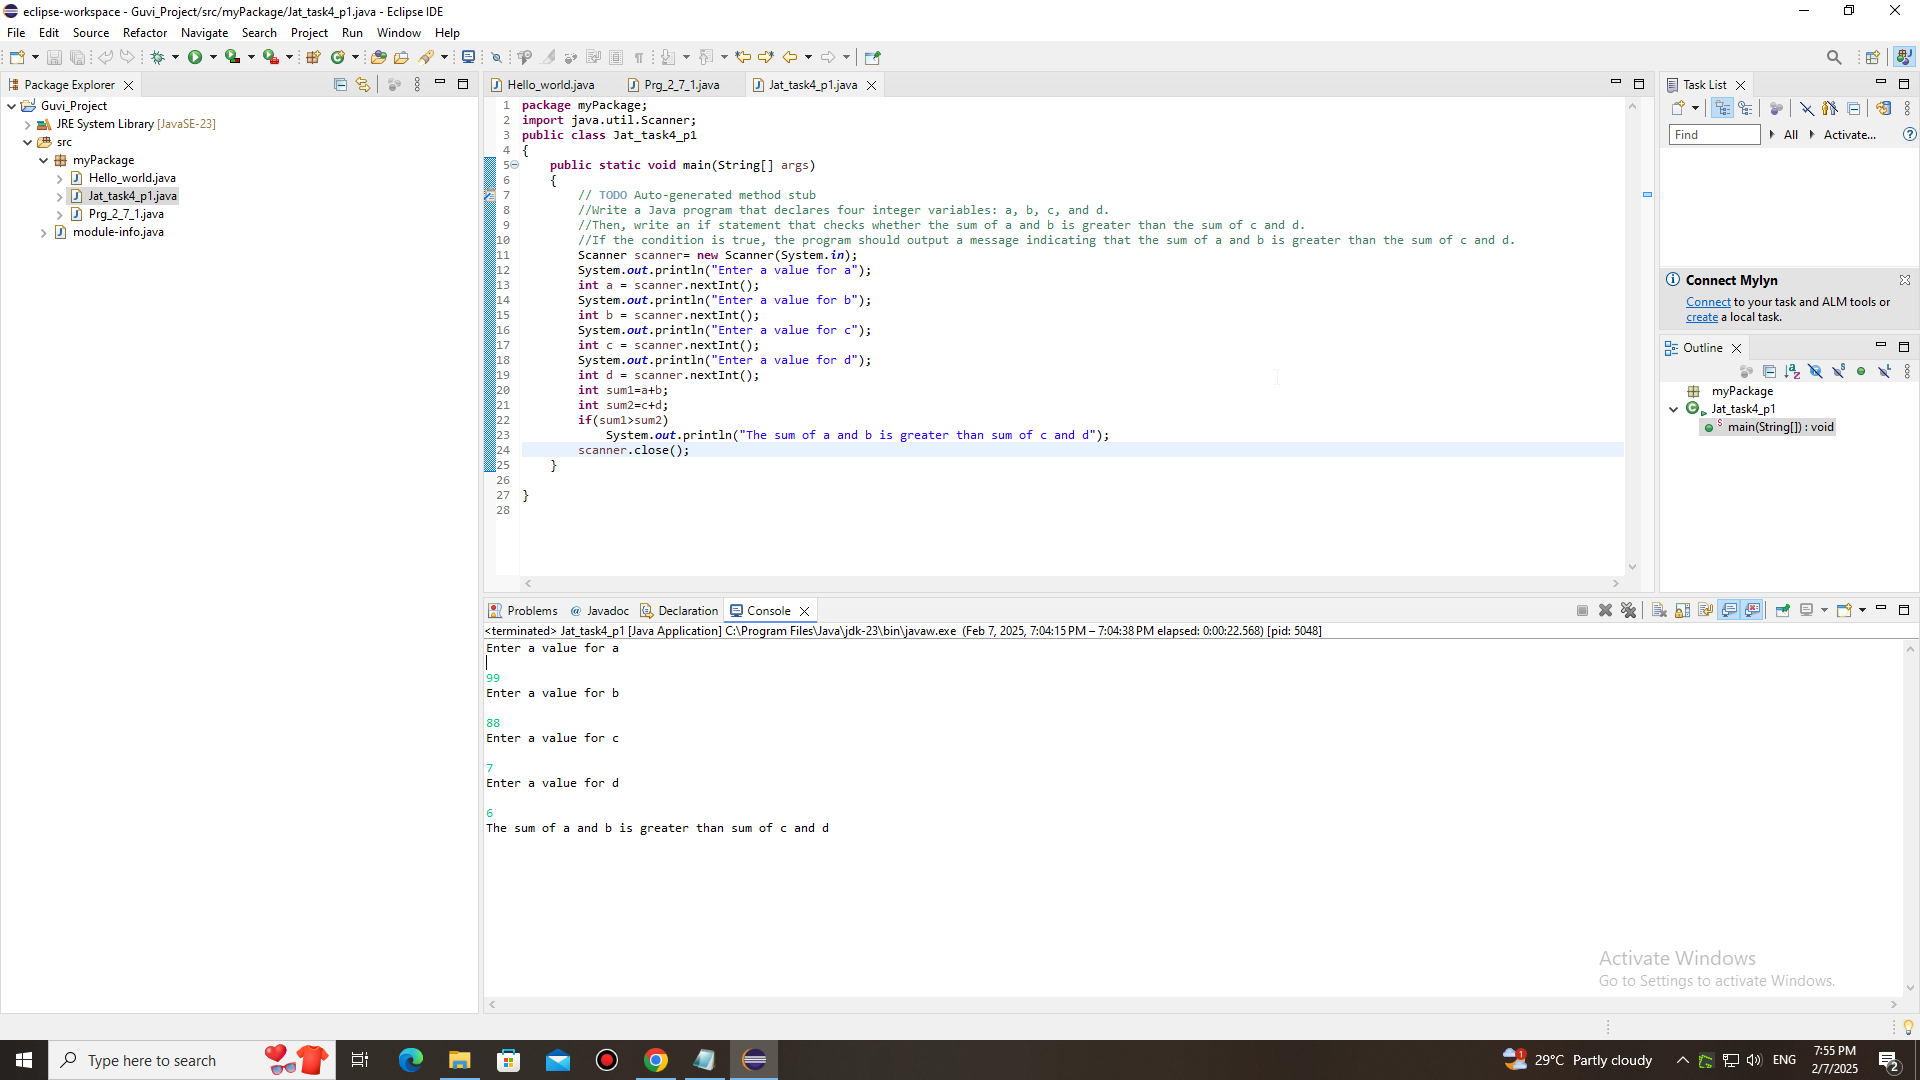 eclipse-workspace - Guvi_Project/src/myPackage/Jat_task4_p1.java - Eclipse IDE
File Edit Source Refactor Navigate Search Project Run Window Help
Package Explorer
Guvi_Project
JRE System Library [JavaSE-23]
src
myPackage
Hello_world.java
Jat_task4_p1.java
Prg_2_7_1.java
module-info.java
Hello_world.java Prg_2_7_1.java Jat_task4_p1.java
1 package myPackage;
2 import java.util.Scanner;
3 public class Jat_task4_p1
4 {
5 public static void main(String[] args)
6 {
7 // TODO Auto-generated method stub
8 //Write a Java program that declares four integer variables: a, b, c, and d.
9 //Then, write an if statement that checks whether the sum of a and b is greater than the sum of c and d.
10 //If the condition is true, the program should output a message indicating that the sum of a and b is greater than the sum of c and d.
11 Scanner scanner= new Scanner(System.in);
12 System.out.println("Enter a value for a");
13 int a = scanner.nextInt();
14 System.out.println("Enter a value for b");
15 int b = scanner.nextInt();
16 System.out.println("Enter a value for c");
17 int c = scanner.nextInt();
18 System.out.println("Enter a value for d");
19 int d = scanner.nextInt();
20 int sum1=a+b;
21 int sum2=c+d;
22 if(sum1>sum2)
23 System.out.println("The sum of a and b is greater than sum of c and d");
24 scanner.close();
25 }
26
27 }
28
Task List
Find All Activate...
Connect Mylyn
Connect to your task and ALM tools or
create a local task.
Outline
myPackage
Jat_task4_p1
main(String[]) : void
Problems Javadoc Declaration Console
<terminated> Jat_task4_p1 [Java Application] C:\Program Files\Java\jdk-23\bin\javaw.exe (Feb 7, 2025, 7:04:15 PM – 7:04:38 PM elapsed: 0:00:22.568) [pid: 5048]
Enter a value for a
99
Enter a value for b
88
Enter a value for c
7
Enter a value for d
6
The sum of a and b is greater than sum of c and d
Activate Windows
Go to Settings to activate Windows.
Type here to search
1
29°C Partly cloudy
ENG
7:55 PM
2/7/2025
2